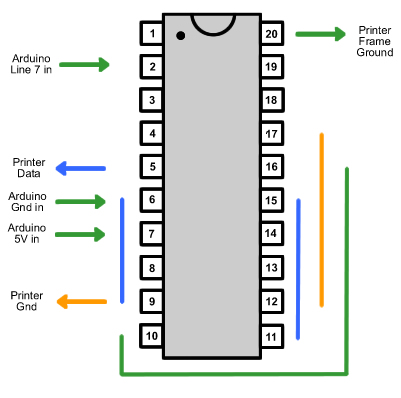 Arduino
Line 7 in
Printer
Data
Arduino
Gnd in
Arduino
5V in
Printer
Gnd
1
2
3
4
5
6
7
8
9
10
20
19
18
17
16
15
14
13
12
11
Printer
Frame
Ground